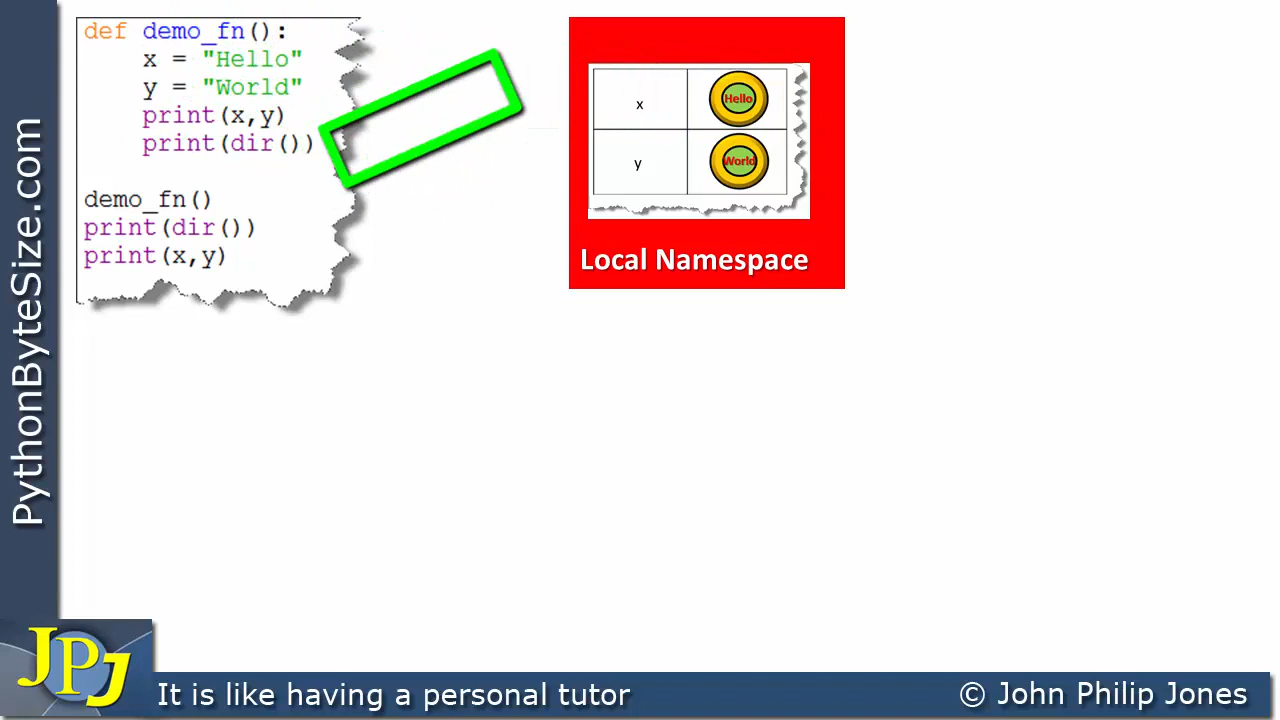 def demo_fn():
x = "Hello"
y = "World"
print(x,y)
print(dir())
demo_fn()
print(dir())
print(x,y)
x Hello
y World
Local Namespace
PythonByteSize.com
JPJ
It is like having a personal tutor
© John Philip Jones